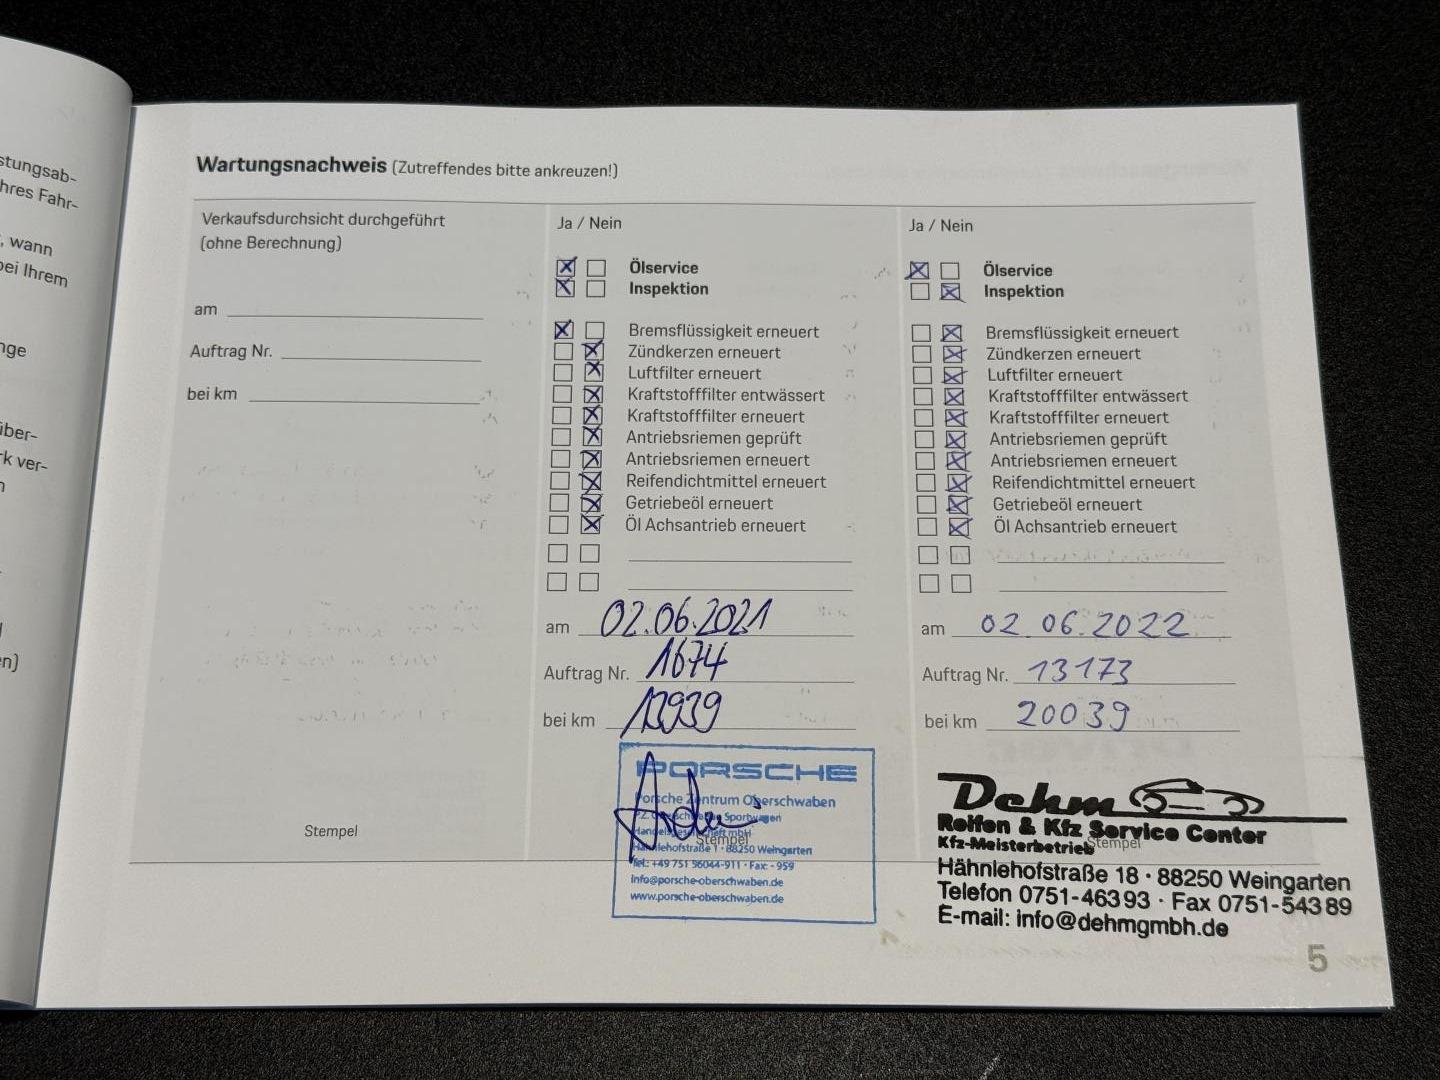 stungsab-
hres Fahr-
, wann
bei Ihrem
nge
über-
k ver-
n
en)
Wartungsnachweis (Zutreffendes bitte ankreuzen!)
Verkaufsdurchsicht durchgeführt
(ohne Berechnung)
am
Auftrag Nr.
bei km
Stempel
Ja / Nein
Ölservice
Inspektion
Bremsflüssigkeit erneuert
Zündkerzen erneuert
Luftfilter erneuert
Kraftstofffilter entwässert
Kraftstofffilter erneuert
Antriebsriemen geprüft
Antriebsriemen erneuert
Reifendichtmittel erneuert
Getriebeöl erneuert
Öl Achsantrieb erneuert
am 02.06.2021
Auftrag Nr. 1674
bei km 13939
PORSCHE
Porsche Zentrum Oberschwaben
Sportwagen
Handelsgesellschaft mbH
Stempel
Hähnlehofstraße 1 · 88250 Weingarten
Tel.: +49 751 56044-911 · Fax: - 959
info@porsche-oberschwaben.de
www.porsche-oberschwaben.de
Ja / Nein
Ölservice
Inspektion
Bremsflüssigkeit erneuert
Zündkerzen erneuert
Luftfilter erneuert
Kraftstofffilter entwässert
Kraftstofffilter erneuert
Antriebsriemen geprüft
Antriebsriemen erneuert
Reifendichtmittel erneuert
Getriebeöl erneuert
Öl Achsantrieb erneuert
am 02.06.2022
Auftrag Nr. 13173
bei km 20039
Dehm
Reifen & Kfz Service Center
Kfz-Meisterbetrieb
Stempel
Hähnlehofstraße 18 · 88250 Weingarten
Telefon 0751-46393 · Fax 0751-54389
E-mail: info@dehmgmbh.de
5